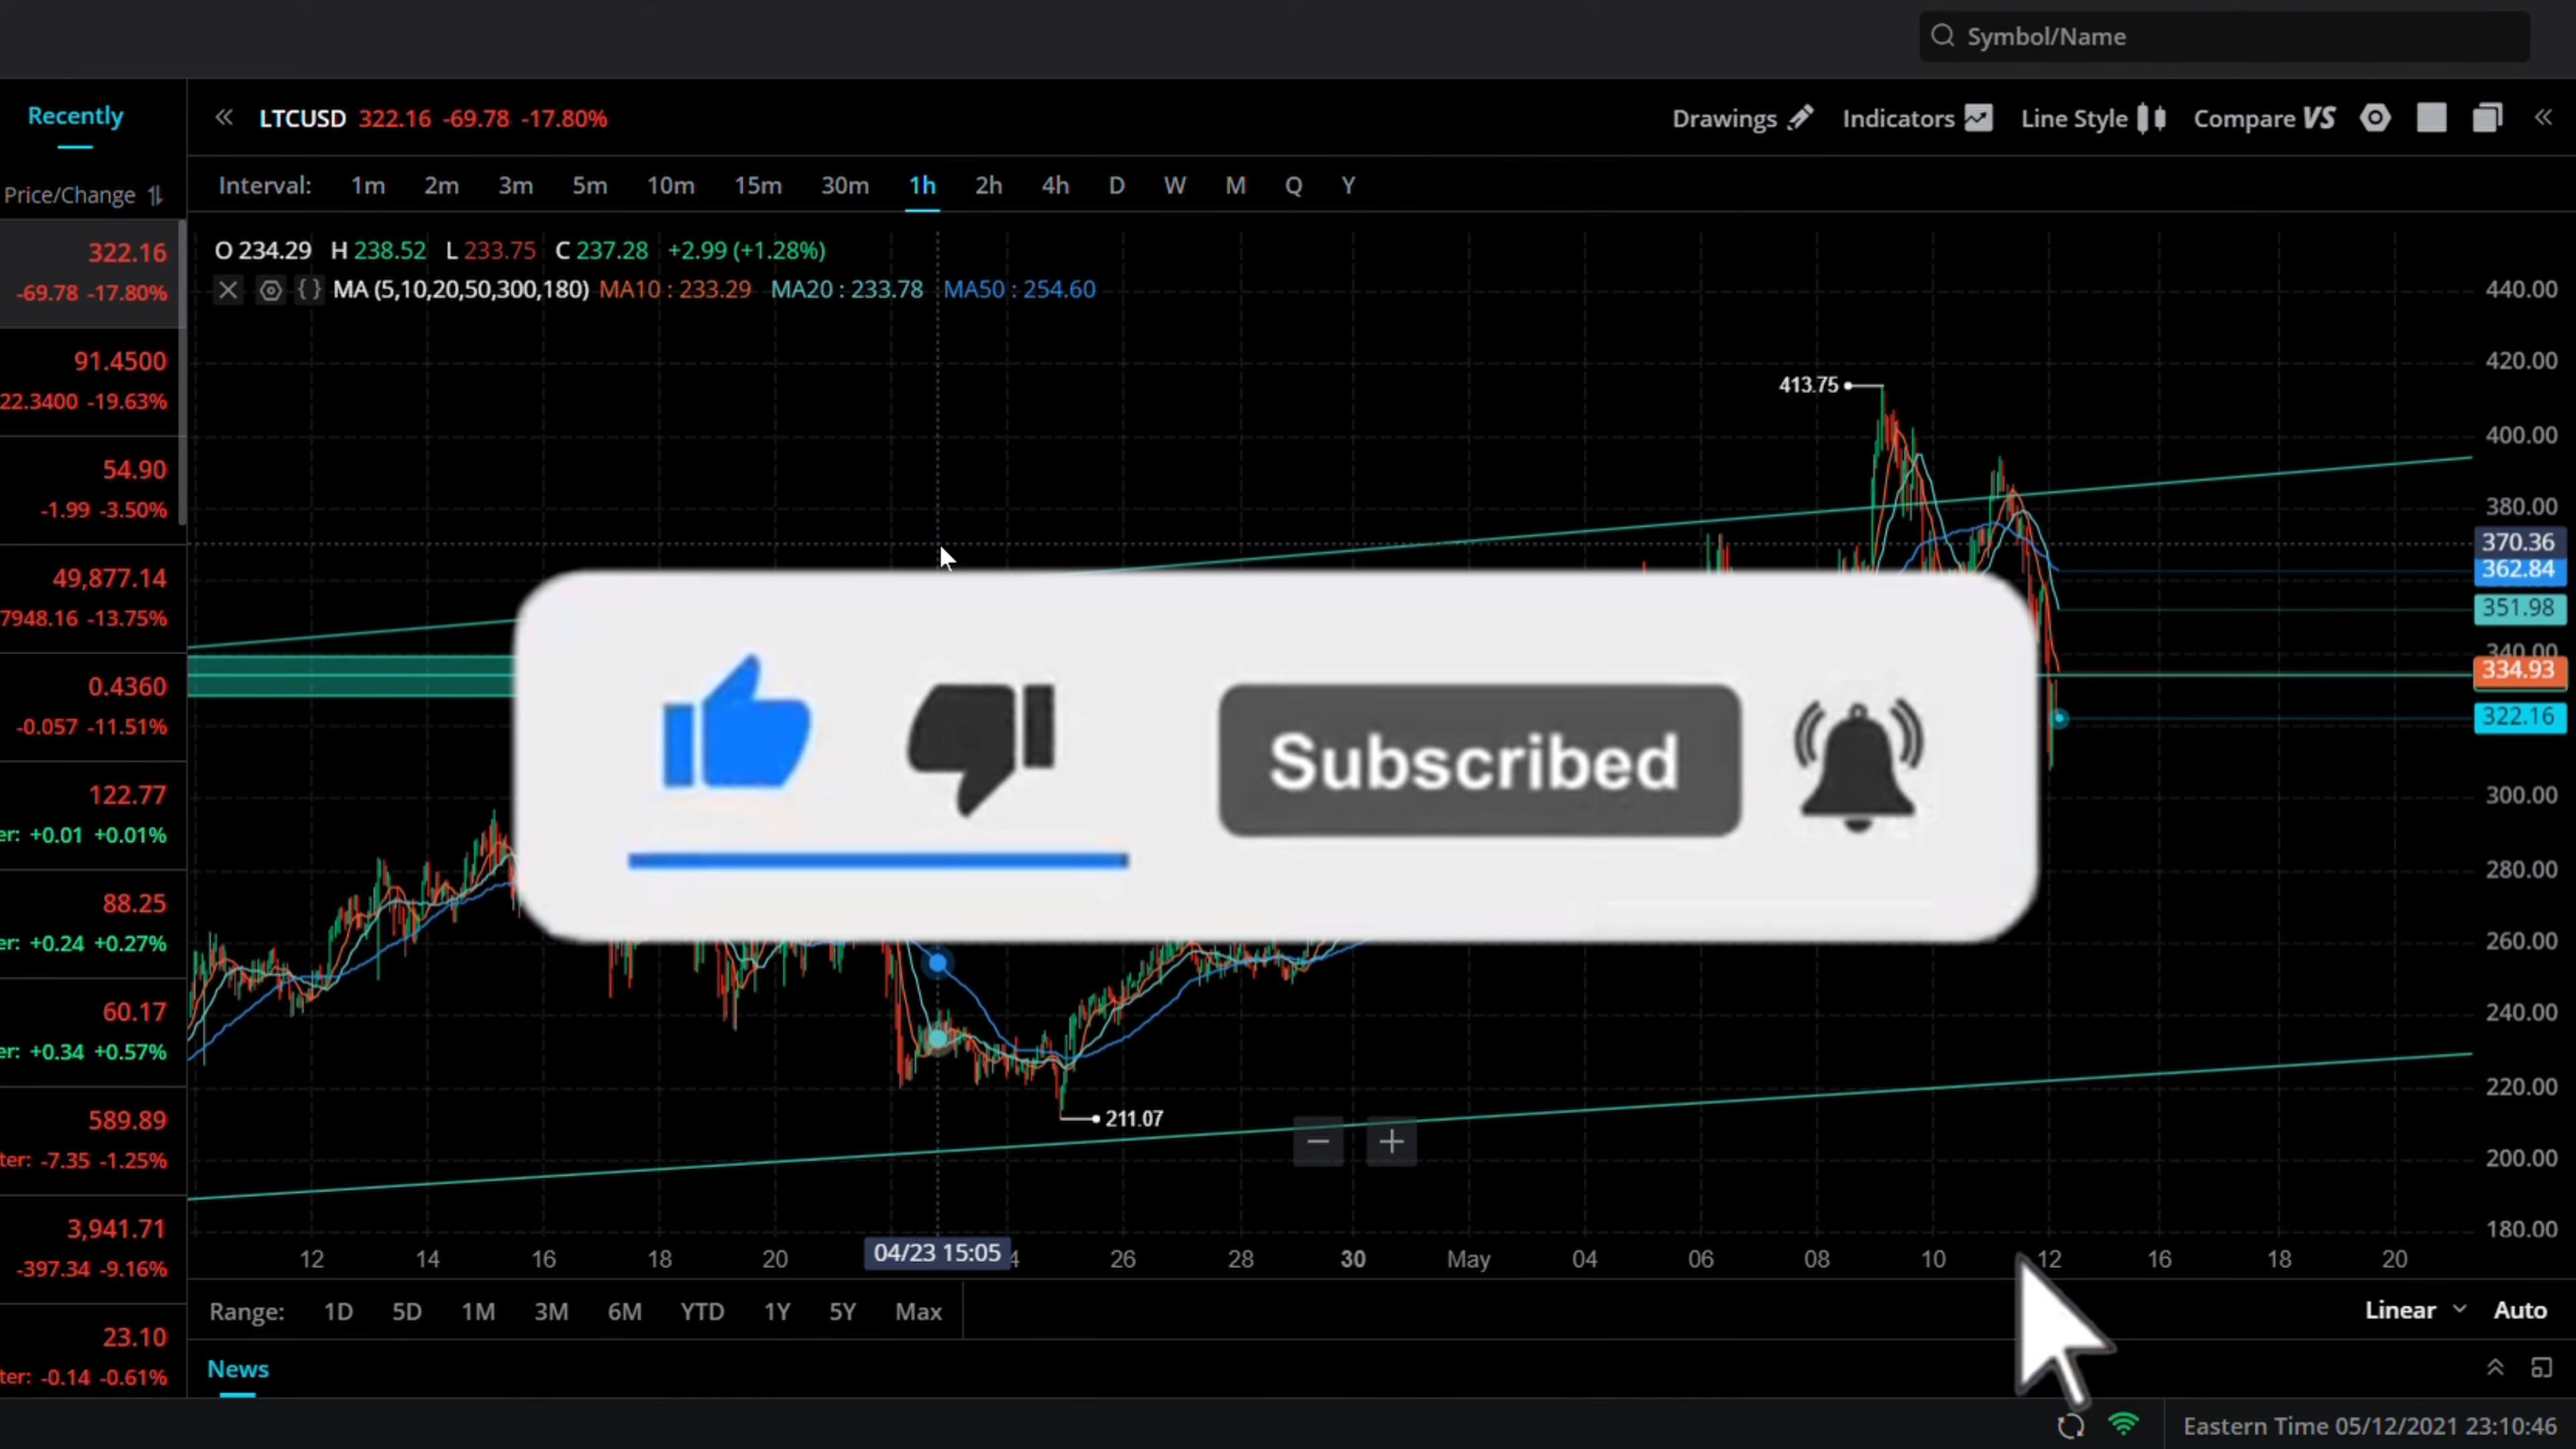 Symbol/Name
Recently
LTCUSD 322.16 -69.78 -17.80%
Drawings Indicators Line Style Compare VS
Price/Change
Interval: 1m 2m 3m 5m 10m 15m 30m 1h 2h 4h D W M Q Y
O 234.29 H 238.52 L 233.75 C 237.28 +2.99 (+1.28%)
MA (5,10,20,50,300,180) MA10 : 233.29 MA20 : 233.78 MA50 : 254.60
322.16
-69.78 -17.80%
91.4500
22.3400 -19.63%
54.90
-1.99 -3.50%
49,877.14
7948.16 -13.75%
0.4360
-0.057 -11.51%
122.77
er: +0.01 +0.01%
88.25
er: +0.24 +0.27%
60.17
er: +0.34 +0.57%
589.89
ter: -7.35 -1.25%
3,941.71
-397.34 -9.16%
23.10
ter: -0.14 -0.61%
413.75
Subscribed
211.07
440.00
420.00
400.00
380.00
370.36
362.84
351.98
340.00
334.93
322.16
300.00
280.00
260.00
240.00
220.00
200.00
180.00
12 14 16 18 20 04/23 15:05 4 26 28 30 May 04 06 08 10 12 16 18 20
Range: 1D 5D 1M 3M 6M YTD 1Y 5Y Max
Linear Auto
News
Eastern Time 05/12/2021 23:10:46